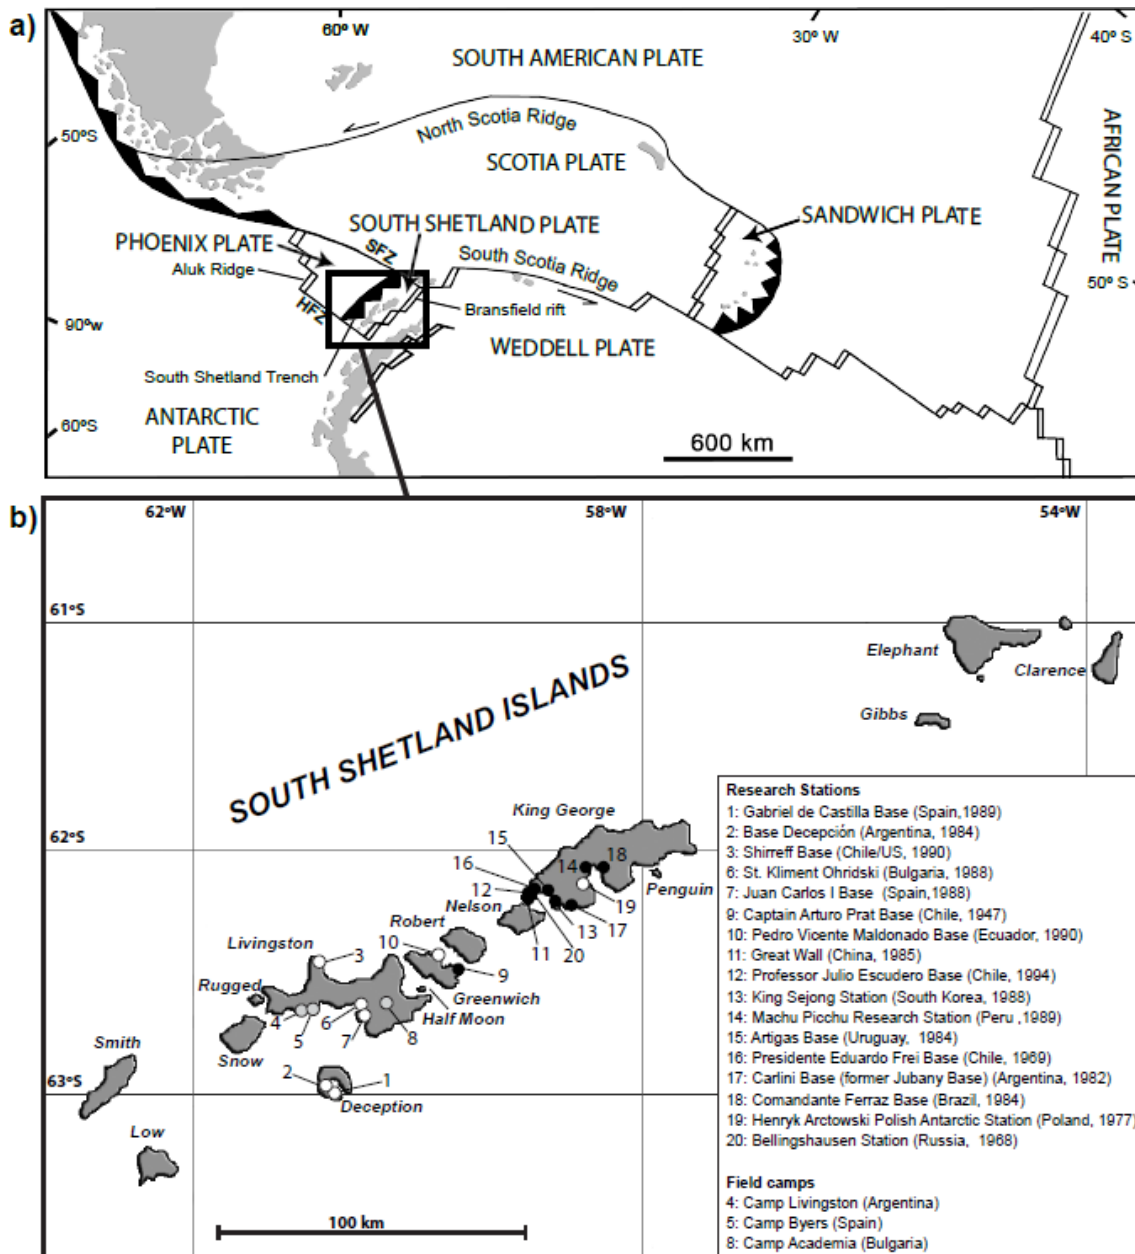 a)
60º W
30º W
40º S
SOUTH AMERICAN PLATE
North Scotia Ridge
50ºS
SCOTIA PLATE
AFRICAN PLATE
SANDWICH PLATE
SOUTH SHETLAND PLATE
PHOENIX PLATE
SFZ
South Scotia Ridge
Aluk Ridge
50º S
HFZ
Bransfield rift
90ºw
WEDDELL PLATE
South Shetland Trench
ANTARCTIC
PLATE
60ºS
600 km
b)
62ºW
58ºW
54ºW
61ºS
Elephant
Clarence
Gibbs
SOUTH SHETLAND ISLANDS
King George
62ºS
15
14
18
16
Penguin
12
19
Nelson
13
17
Robert
11
20
Livingston
10
3
9
Rugged
Greenwich
6
Half Moon
4
5
7
8
Snow
Smith
2
1
63ºS
Deception
Low
100 km
Research Stations
1: Gabriel de Castilla Base (Spain,1989)
2: Base Decepción (Argentina, 1984)
3: Shirreff Base (Chile/US, 1990)
6: St. Kliment Ohridski (Bulgaria, 1988)
7: Juan Carlos I Base (Spain,1988)
9: Captain Arturo Prat Base (Chile, 1947)
10: Pedro Vicente Maldonado Base (Ecuador, 1990)
11: Great Wall (China, 1985)
12: Professor Julio Escudero Base (Chile, 1994)
13: King Sejong Station (South Korea, 1988)
14: Machu Picchu Research Station (Peru ,1989)
15: Artigas Base (Uruguay, 1984)
16: Presidente Eduardo Frei Base (Chile, 1969)
17: Carlini Base (former Jubany Base) (Argentina, 1982)
18: Comandante Ferraz Base (Brazil, 1984)
19: Henryk Arctowski Polish Antarctic Station (Poland, 1977)
20: Bellingshausen Station (Russia, 1968)
Field camps
4: Camp Livingston (Argentina)
5: Camp Byers (Spain)
8: Camp Academia (Bulgaria)